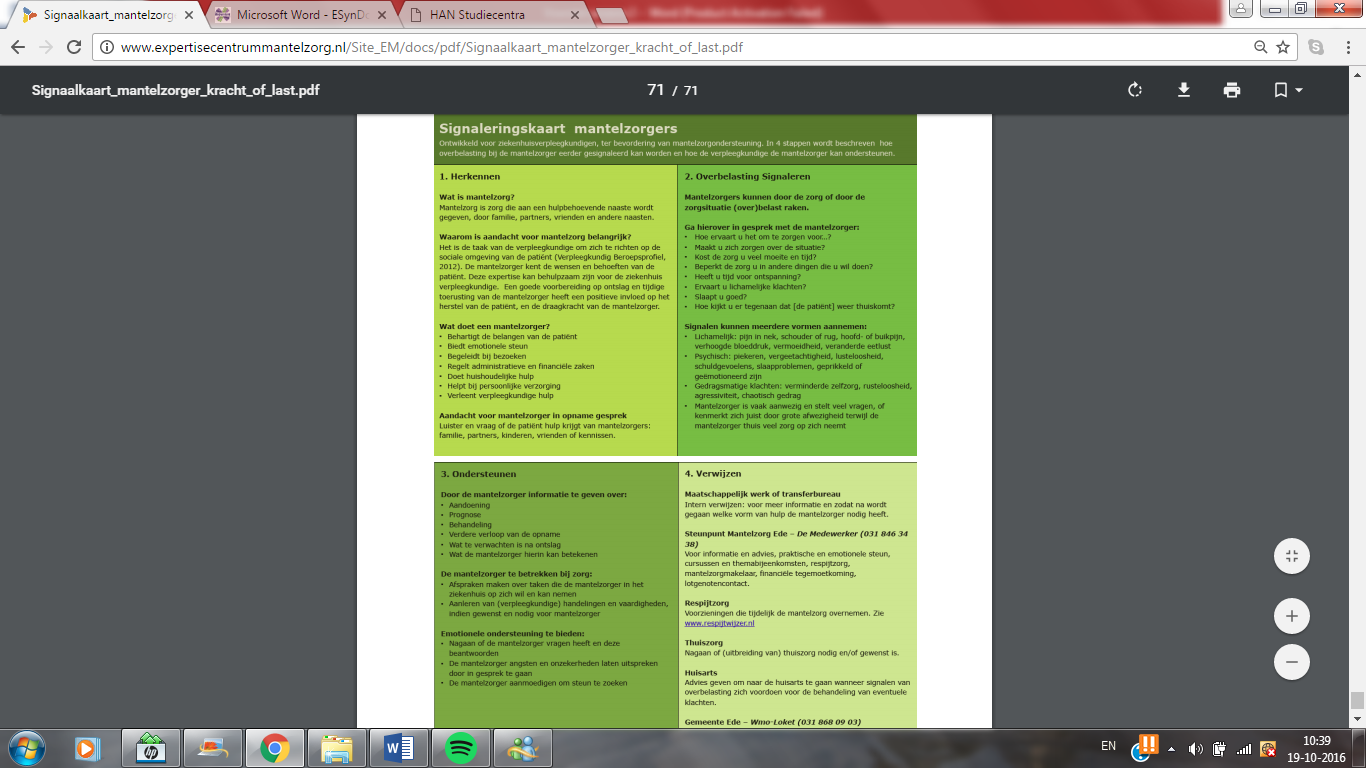 Signaalkaart_mantelzorg
Microsoft Word - ESynD
HAN Studiecentra
www.expertisecentrummantelzorg.nl/Site_EM/docs/pdf/Signaalkaart_mantelzorger_kracht_of_last.pdf
Signaalkaart_mantelzorger_kracht_of_last.pdf
71 / 71
Signaleringskaart mantelzorgers
Ontwikkeld voor ziekenhuisverpleegkundigen, ter bevordering van mantelzorgondersteuning. In 4 stappen wordt beschreven hoe
overbelasting bij de mantelzorger eerder gesignaleerd kan worden en hoe de verpleegkundige de mantelzorger kan ondersteunen.
1. Herkennen
Wat is mantelzorg?
Mantelzorg is zorg die aan een hulpbehoevende naaste wordt
gegeven, door familie, partners, vrienden en andere naasten.
Waarom is aandacht voor mantelzorg belangrijk?
Het is de taak van de verpleegkundige om zich te richten op de
sociale omgeving van de patiënt (Verpleegkundig Beroepsprofiel,
2012). De mantelzorger kent de wensen en behoeften van de
patiënt. Deze expertise kan behulpzaam zijn voor de ziekenhuis
verpleegkundige. Een goede voorbereiding op ontslag en tijdige
toerusting van de mantelzorger heeft een positieve invloed op het
herstel van de patiënt, en de draagkracht van de mantelzorger.
Wat doet een mantelzorger?
• Behartigt de belangen van de patiënt
• Biedt emotionele steun
• Begeleidt bij bezoeken
• Regelt administratieve en financiële zaken
• Doet huishoudelijke hulp
• Helpt bij persoonlijke verzorging
• Verleent verpleegkundige hulp
Aandacht voor mantelzorger in opname gesprek
Luister en vraag of de patiënt hulp krijgt van mantelzorgers:
familie, partners, kinderen, vrienden of kennissen.
2. Overbelasting Signaleren
Mantelzorgers kunnen door de zorg of door de
zorgsituatie (over)belast raken.
Ga hierover in gesprek met de mantelzorger:
• Hoe ervaart u het om te zorgen voor...?
• Maakt u zich zorgen over de situatie?
• Kost de zorg u veel moeite en tijd?
• Beperkt de zorg u in andere dingen die u wil doen?
• Heeft u tijd voor ontspanning?
• Ervaart u lichamelijke klachten?
• Slaapt u goed?
• Hoe kijkt u er tegenaan dat [de patiënt] weer thuiskomt?
Signalen kunnen meerdere vormen aannemen:
• Lichamelijk: pijn in nek, schouder of rug, hoofd- of buikpijn,
verhoogde bloeddruk, vermoeidheid, veranderde eetlust
• Psychisch: piekeren, vergeetachtigheid, lusteloosheid,
schuldgevoelens, slaapproblemen, geprikkeld of
geëmotioneerd zijn
• Gedragsmatige klachten: verminderde zelfzorg, rusteloosheid,
agressiviteit, chaotisch gedrag
• Mantelzorger is vaak aanwezig en stelt veel vragen, of
kenmerkt zich juist door grote afwezigheid terwijl de
mantelzorger thuis veel zorg op zich neemt
3. Ondersteunen
Door de mantelzorger informatie te geven over:
• Aandoening
• Prognose
• Behandeling
• Verdere verloop van de opname
• Wat te verwachten is na ontslag
• Wat de mantelzorger hierin kan betekenen
De mantelzorger te betrekken bij zorg:
• Afspraken maken over taken die de mantelzorger in het
ziekenhuis op zich wil en kan nemen
• Aanleren van (verpleegkundige) handelingen en vaardigheden,
indien gewenst en nodig voor mantelzorger
Emotionele ondersteuning te bieden:
• Nagaan of de mantelzorger vragen heeft en deze
beantwoorden
• De mantelzorger angsten en onzekerheden laten uitspreken
door in gesprek te gaan
• De mantelzorger aanmoedigen om steun te zoeken
4. Verwijzen
Maatschappelijk werk of transferbureau
Intern verwijzen: voor meer informatie en zodat na wordt
gegaan welke vorm van hulp de mantelzorger nodig heeft.
Steunpunt Mantelzorg Ede – De Medewerker (031 846 34
38)
Voor informatie en advies, praktische en emotionele steun,
cursussen en themabijeenkomsten, respijtzorg,
mantelzorgmakelaar, financiële tegemoetkoming,
lotgenotencontact.
Respijtzorg
Voorzieningen die tijdelijk de mantelzorg overnemen. Zie
www.respijtwijzer.nl
Thuiszorg
Nagaan of (uitbreiding van) thuiszorg nodig en/of gewenst is.
Huisarts
Advies geven om naar de huisarts te gaan wanneer signalen van
overbelasting zich voordoen voor de behandeling van eventuele
klachten.
Gemeente Ede – Wmo-Loket (031 868 09 03)
EN
10:39
19-10-2016